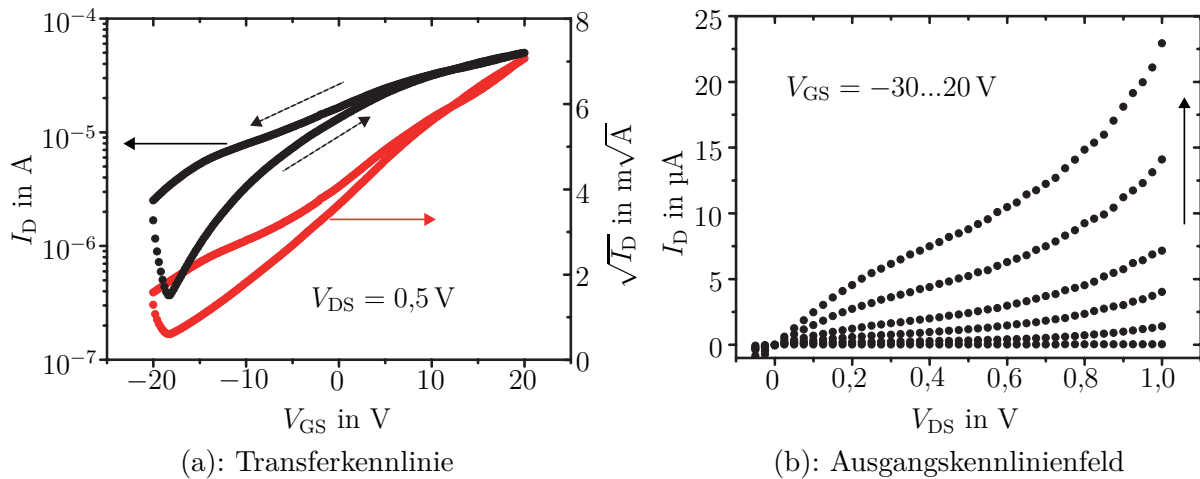 10⁻⁴
10⁻⁵
10⁻⁶
10⁻⁷
I_D in A
8
6
4
2
0
√I_D in m√A
V_DS = 0,5 V
−20 −10 0 10 20
V_GS in V
(a): Transferkennlinie
25
20
15
10
5
0
I_D in µA
V_GS = −30...20 V
0 0,2 0,4 0,6 0,8 1,0
V_DS in V
(b): Ausgangskennlinienfeld